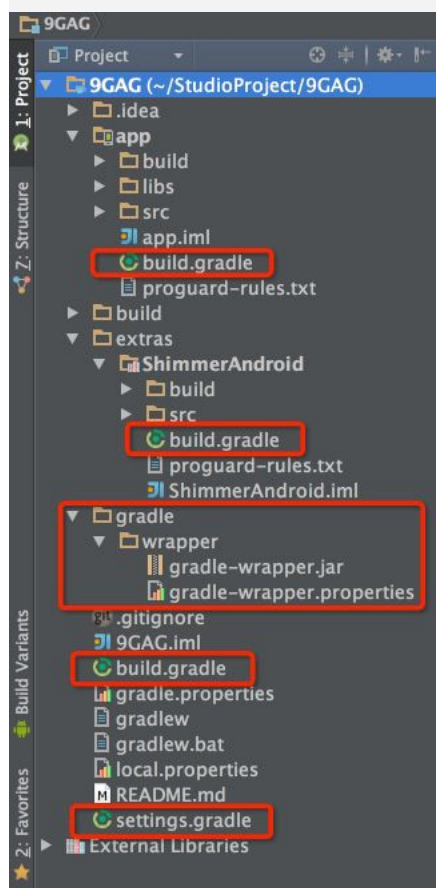 9GAG
Project
9GAG (~/StudioProject/9GAG)
.idea
app
build
libs
src
app.iml
build.gradle
proguard-rules.txt
build
extras
ShimmerAndroid
build
src
build.gradle
proguard-rules.txt
ShimmerAndroid.iml
gradle
wrapper
gradle-wrapper.jar
gradle-wrapper.properties
.gitignore
9GAG.iml
build.gradle
gradle.properties
gradlew
gradlew.bat
local.properties
README.md
settings.gradle
External Libraries
1: Project
7: Structure
Build Variants
2: Favorites